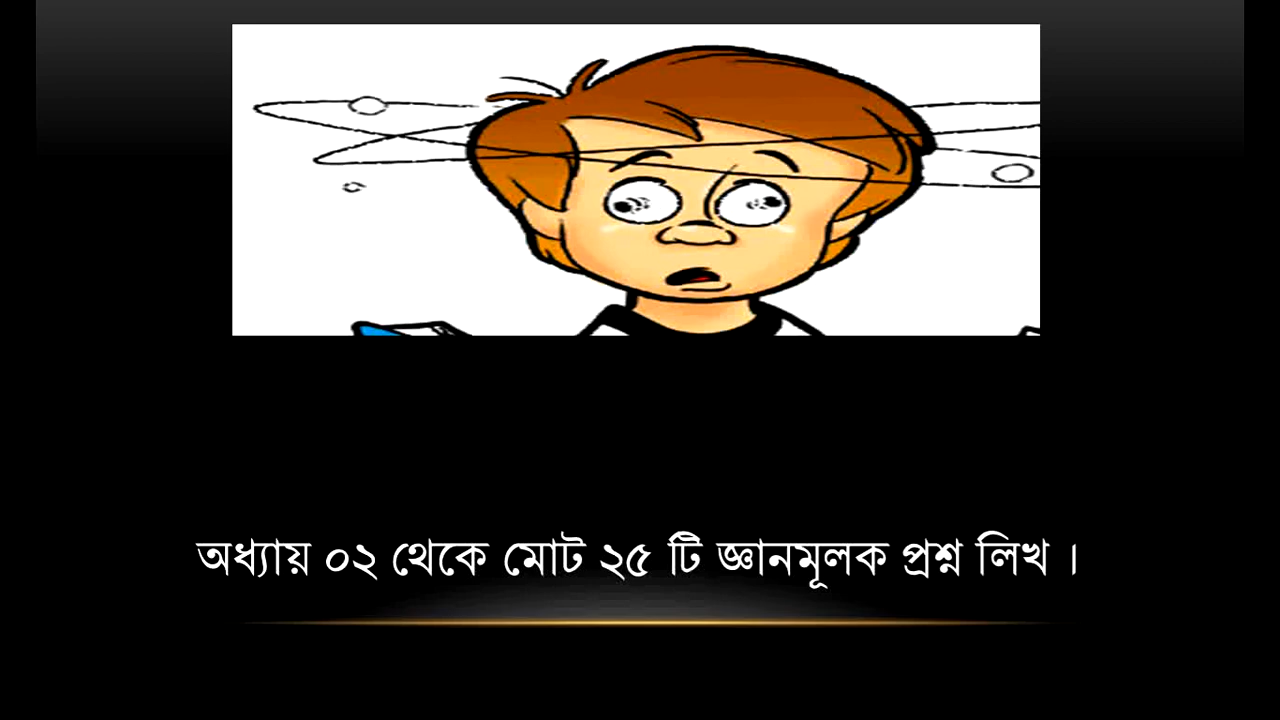 অধ্যায় ০২ থেকে মোট ২৫ টি জ্ঞানমূলক প্রশ্ন লিখ ।